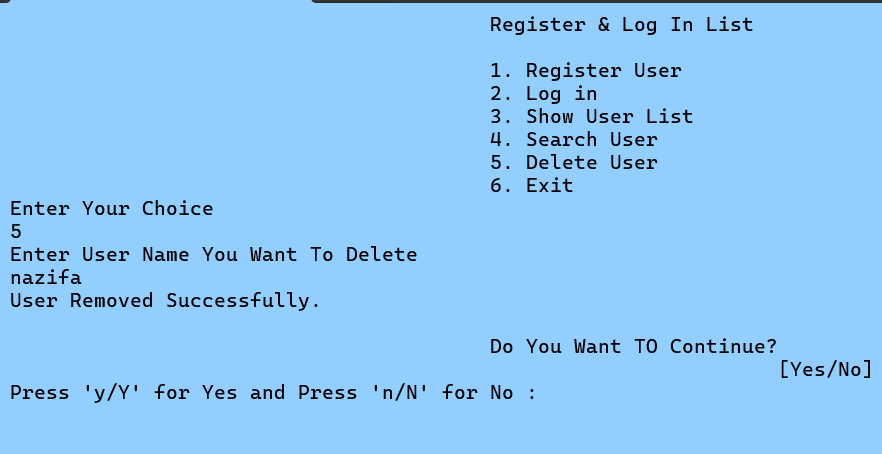 Register & Log In List
1. Register User
2. Log in
3. Show User List
4. Search User
5. Delete User
6. Exit
Enter Your Choice
5
Enter User Name You Want To Delete
nazifa
User Removed Successfully.
Do You Want TO Continue?
[Yes/No]
Press 'y/Y' for Yes and Press 'n/N' for No :